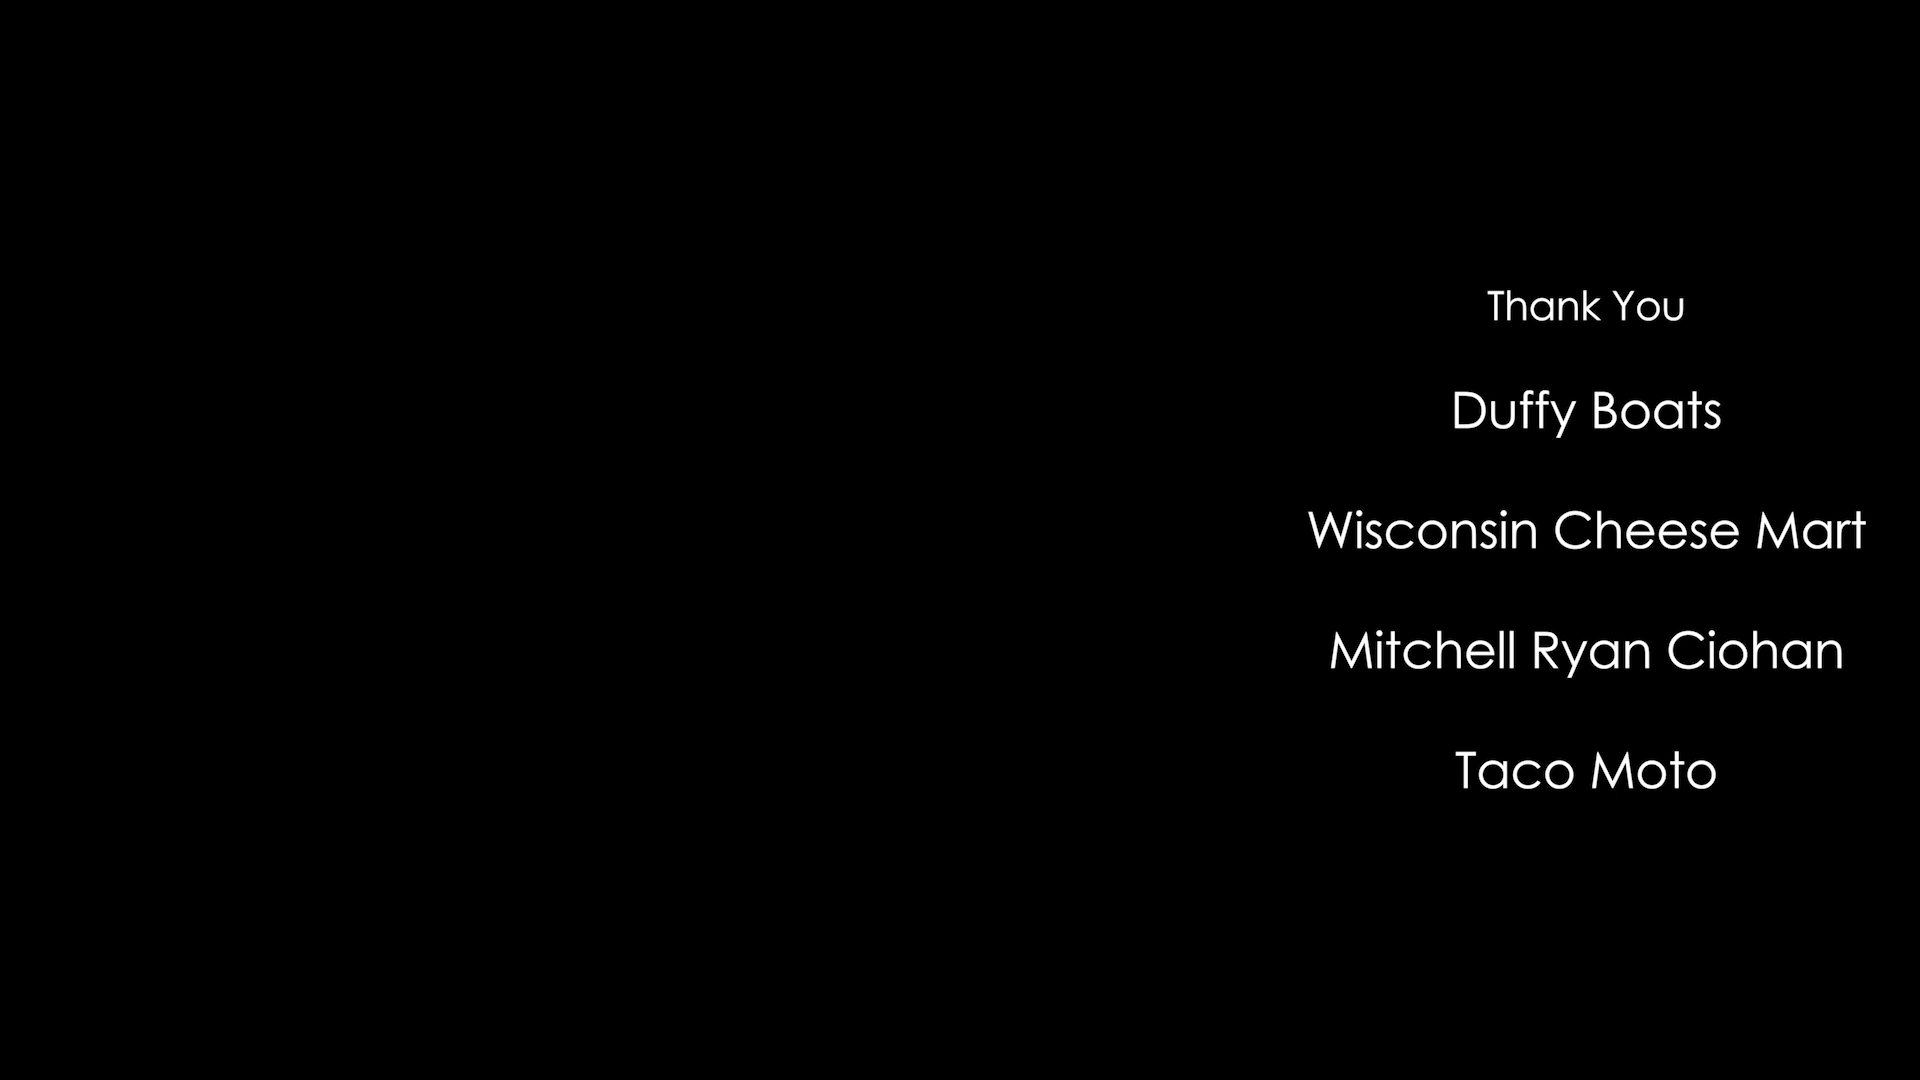 Thank You
Duffy Boats
Wisconsin Cheese Mart
Mitchell Ryan Ciohan
Taco Moto